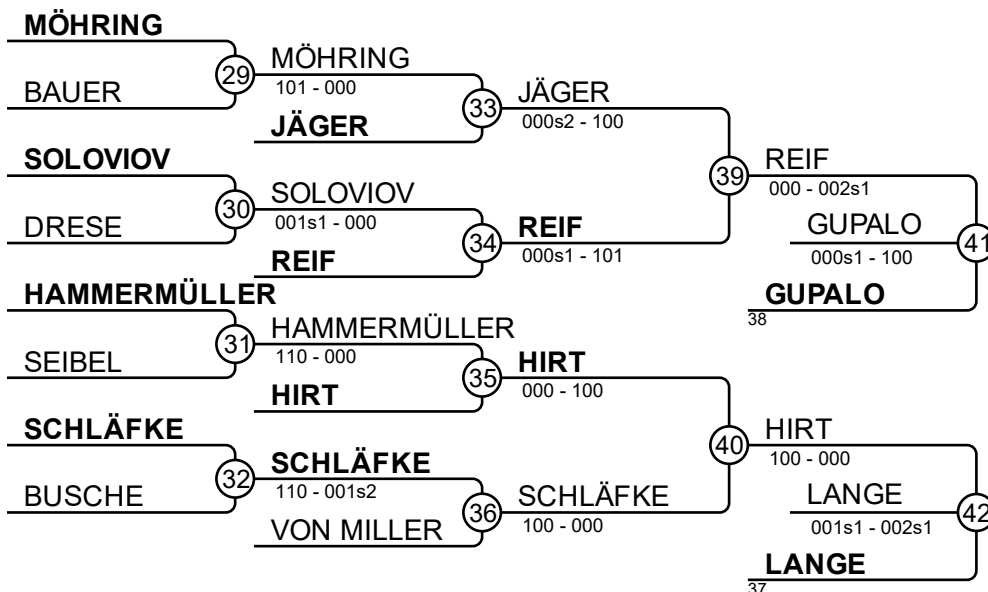 MÖHRING
BAUER
29
MÖHRING
101 - 000
JÄGER
33
JÄGER
000s2 - 100
SOLOVIOV
DRESE
30
SOLOVIOV
001s1 - 000
REIF
34
REIF
000s1 - 101
39
REIF
000 - 002s1
GUPALO
000s1 - 100
41
GUPALO
38
HAMMERMÜLLER
SEIBEL
31
HAMMERMÜLLER
110 - 000
HIRT
35
HIRT
000 - 100
SCHLÄFKE
BUSCHE
32
SCHLÄFKE
110 - 001s2
VON MILLER
36
SCHLÄFKE
100 - 000
40
HIRT
100 - 000
LANGE
001s1 - 002s1
42
LANGE
37